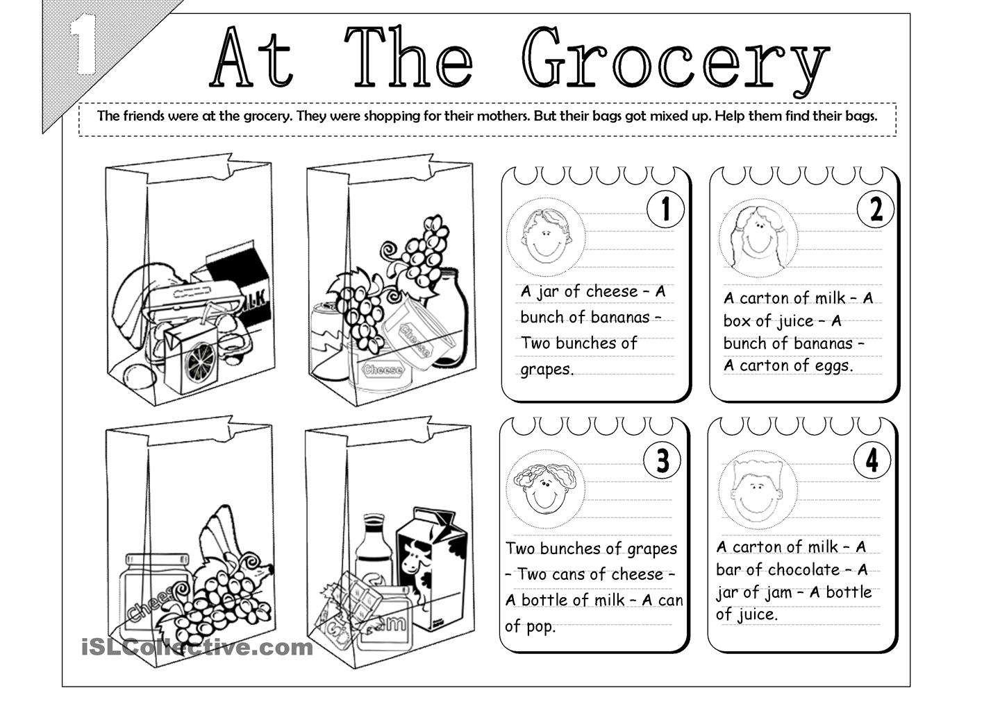 1
At The Grocery
The friends were at the grocery. They were shopping for their mothers. But their bags got mixed up. Help them find their bags.
ILK
Cheese
Cheese
1
A jar of cheese – A
bunch of bananas –
Two bunches of
grapes.
2
A carton of milk – A
box of juice – A
bunch of bananas –
A carton of eggs.
Cheese
am
iSLCollective.com
3
Two bunches of grapes
– Two cans of cheese –
A bottle of milk – A can
of pop.
4
A carton of milk – A
bar of chocolate – A
jar of jam – A bottle
of juice.